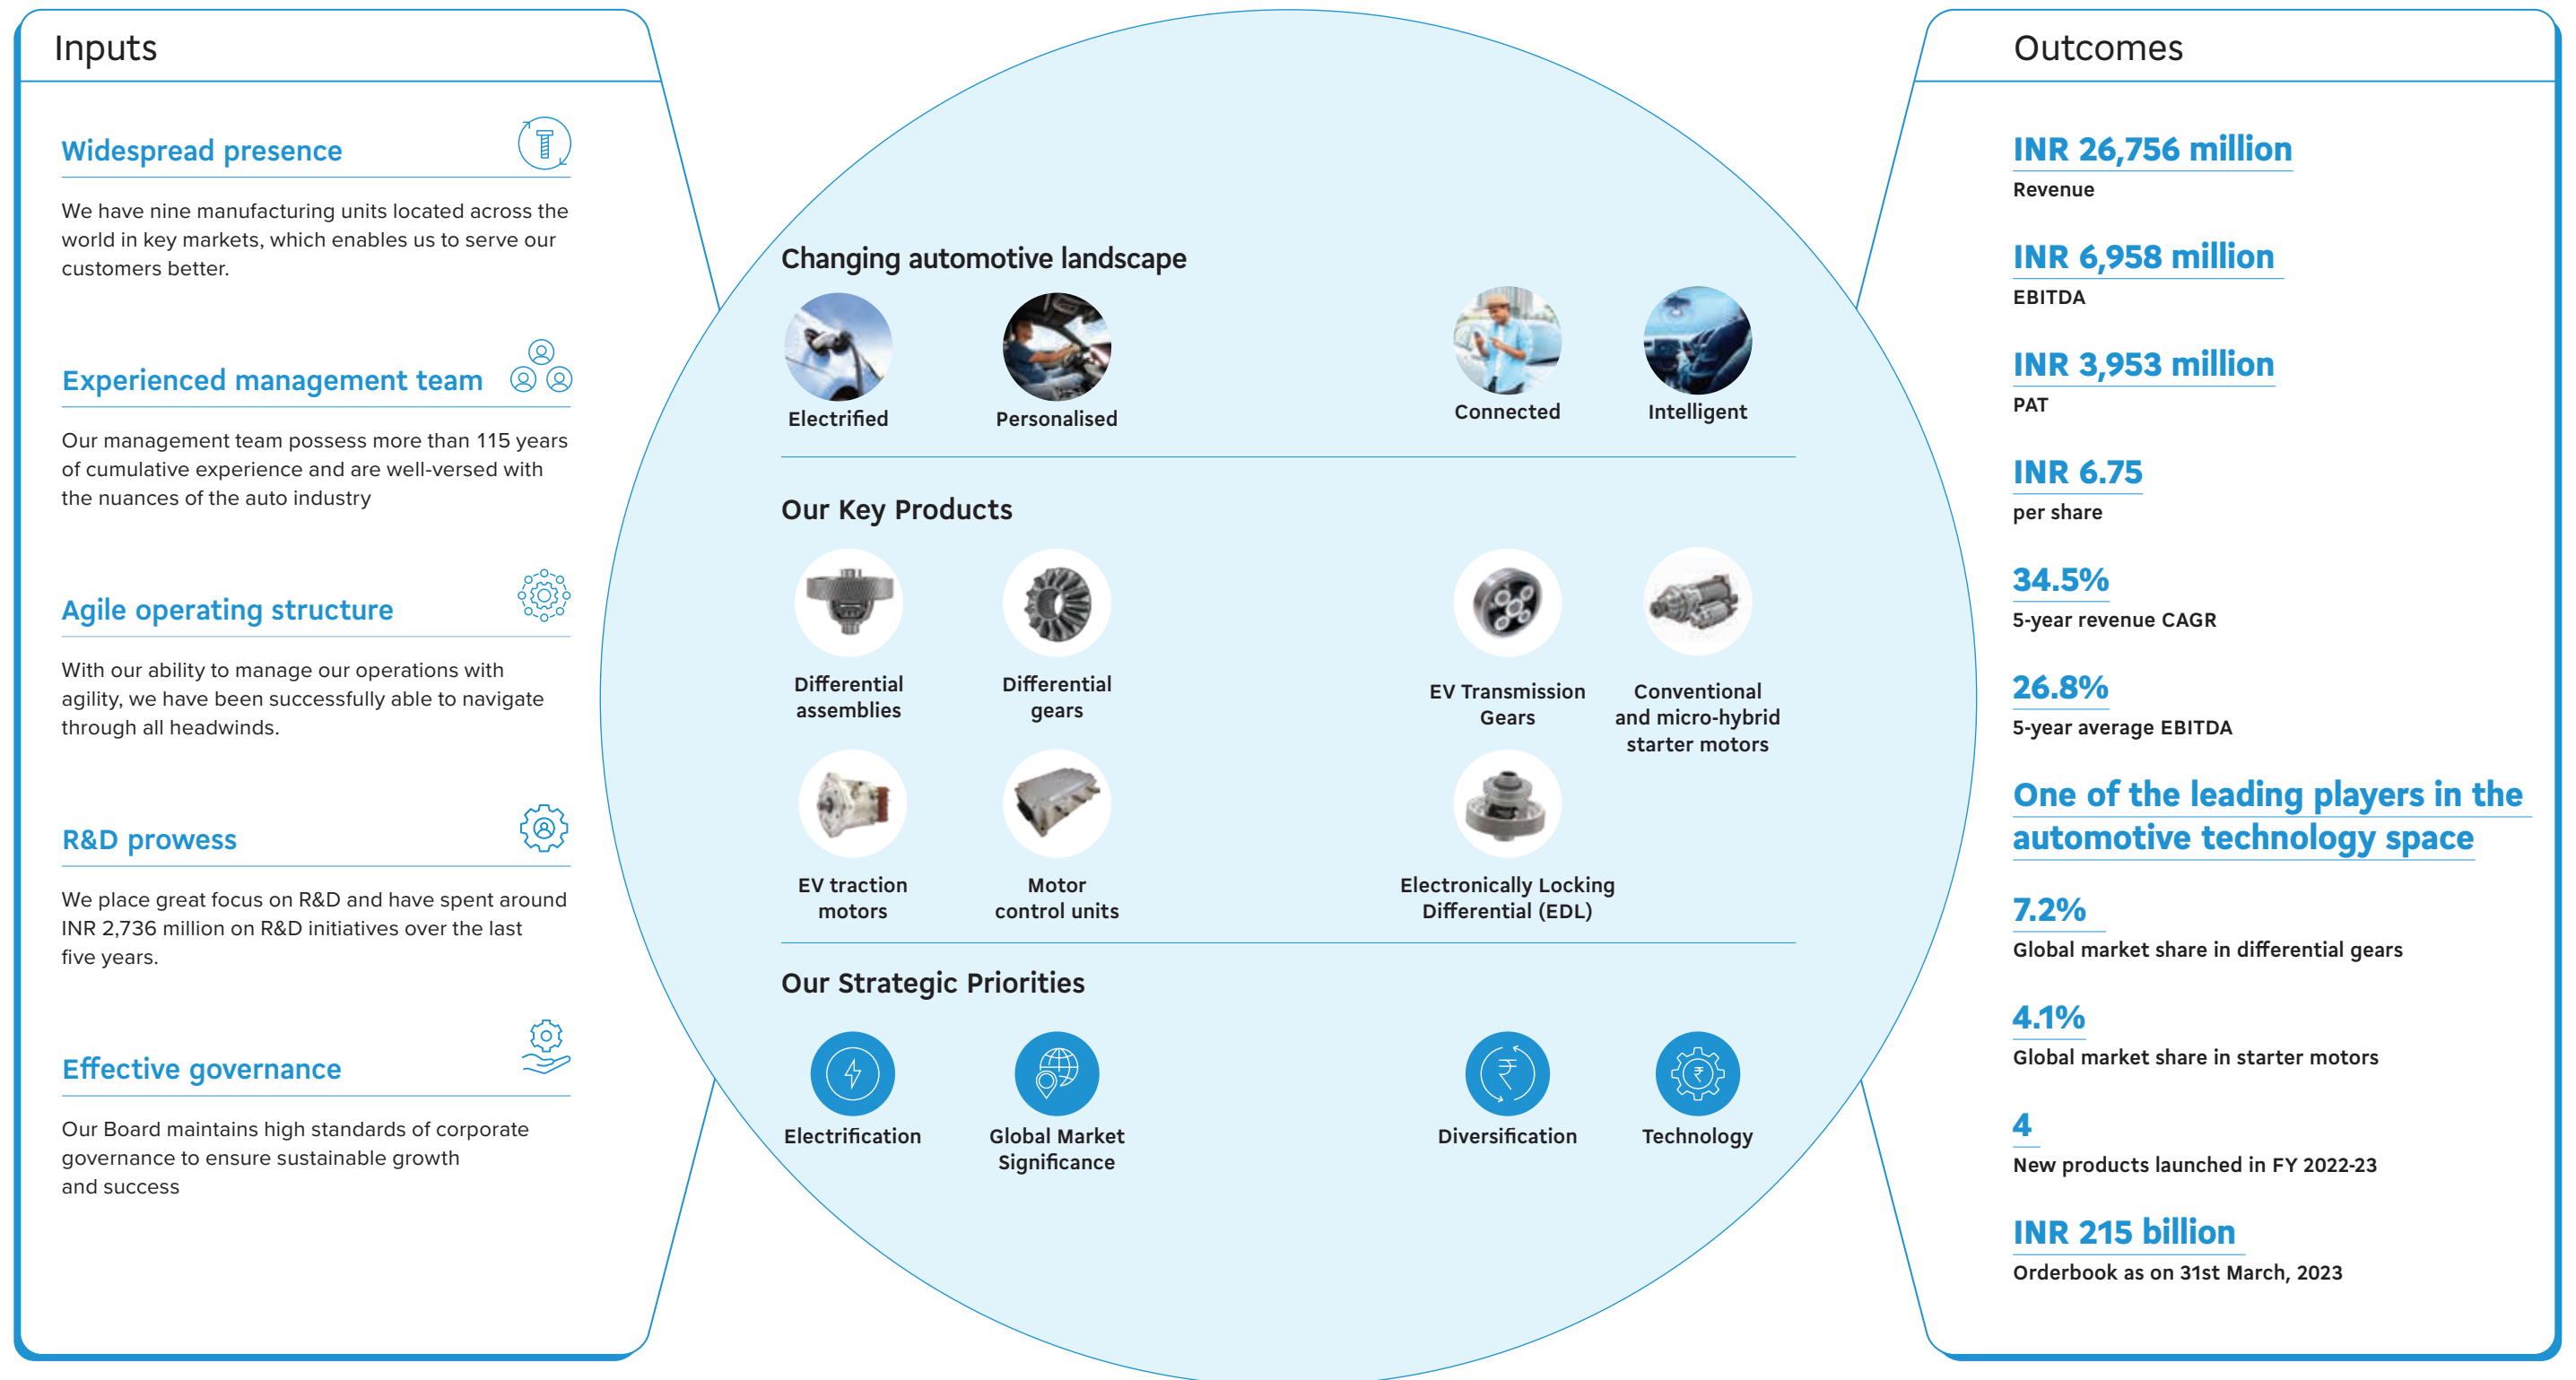 Inputs
Widespread presence
We have nine manufacturing units located across the
world in key markets, which enables us to serve our
customers better.
Experienced management team
Our management team possess more than 115 years
of cumulative experience and are well-versed with
the nuances of the auto industry
Agile operating structure
With our ability to manage our operations with
agility, we have been successfully able to navigate
through all headwinds.
R&D prowess
We place great focus on R&D and have spent around
INR 2,736 million on R&D initiatives over the last
five years.
Effective governance
Our Board maintains high standards of corporate
governance to ensure sustainable growth
and success
Changing automotive landscape
Electrified
Personalised
Connected
Intelligent
Our Key Products
Differential
assemblies
Differential
gears
EV Transmission
Gears
Conventional
and micro-hybrid
starter motors
EV traction
motors
Motor
control units
Electronically Locking
Differential (EDL)
Our Strategic Priorities
Electrification
Global Market
Significance
₹
Diversification
₹
Technology
Outcomes
INR 26,756 million
Revenue
INR 6,958 million
EBITDA
INR 3,953 million
PAT
INR 6.75
per share
34.5%
5-year revenue CAGR
26.8%
5-year average EBITDA
One of the leading players in the
automotive technology space
7.2%
Global market share in differential gears
4.1%
Global market share in starter motors
4
New products launched in FY 2022-23
INR 215 billion
Orderbook as on 31st March, 2023